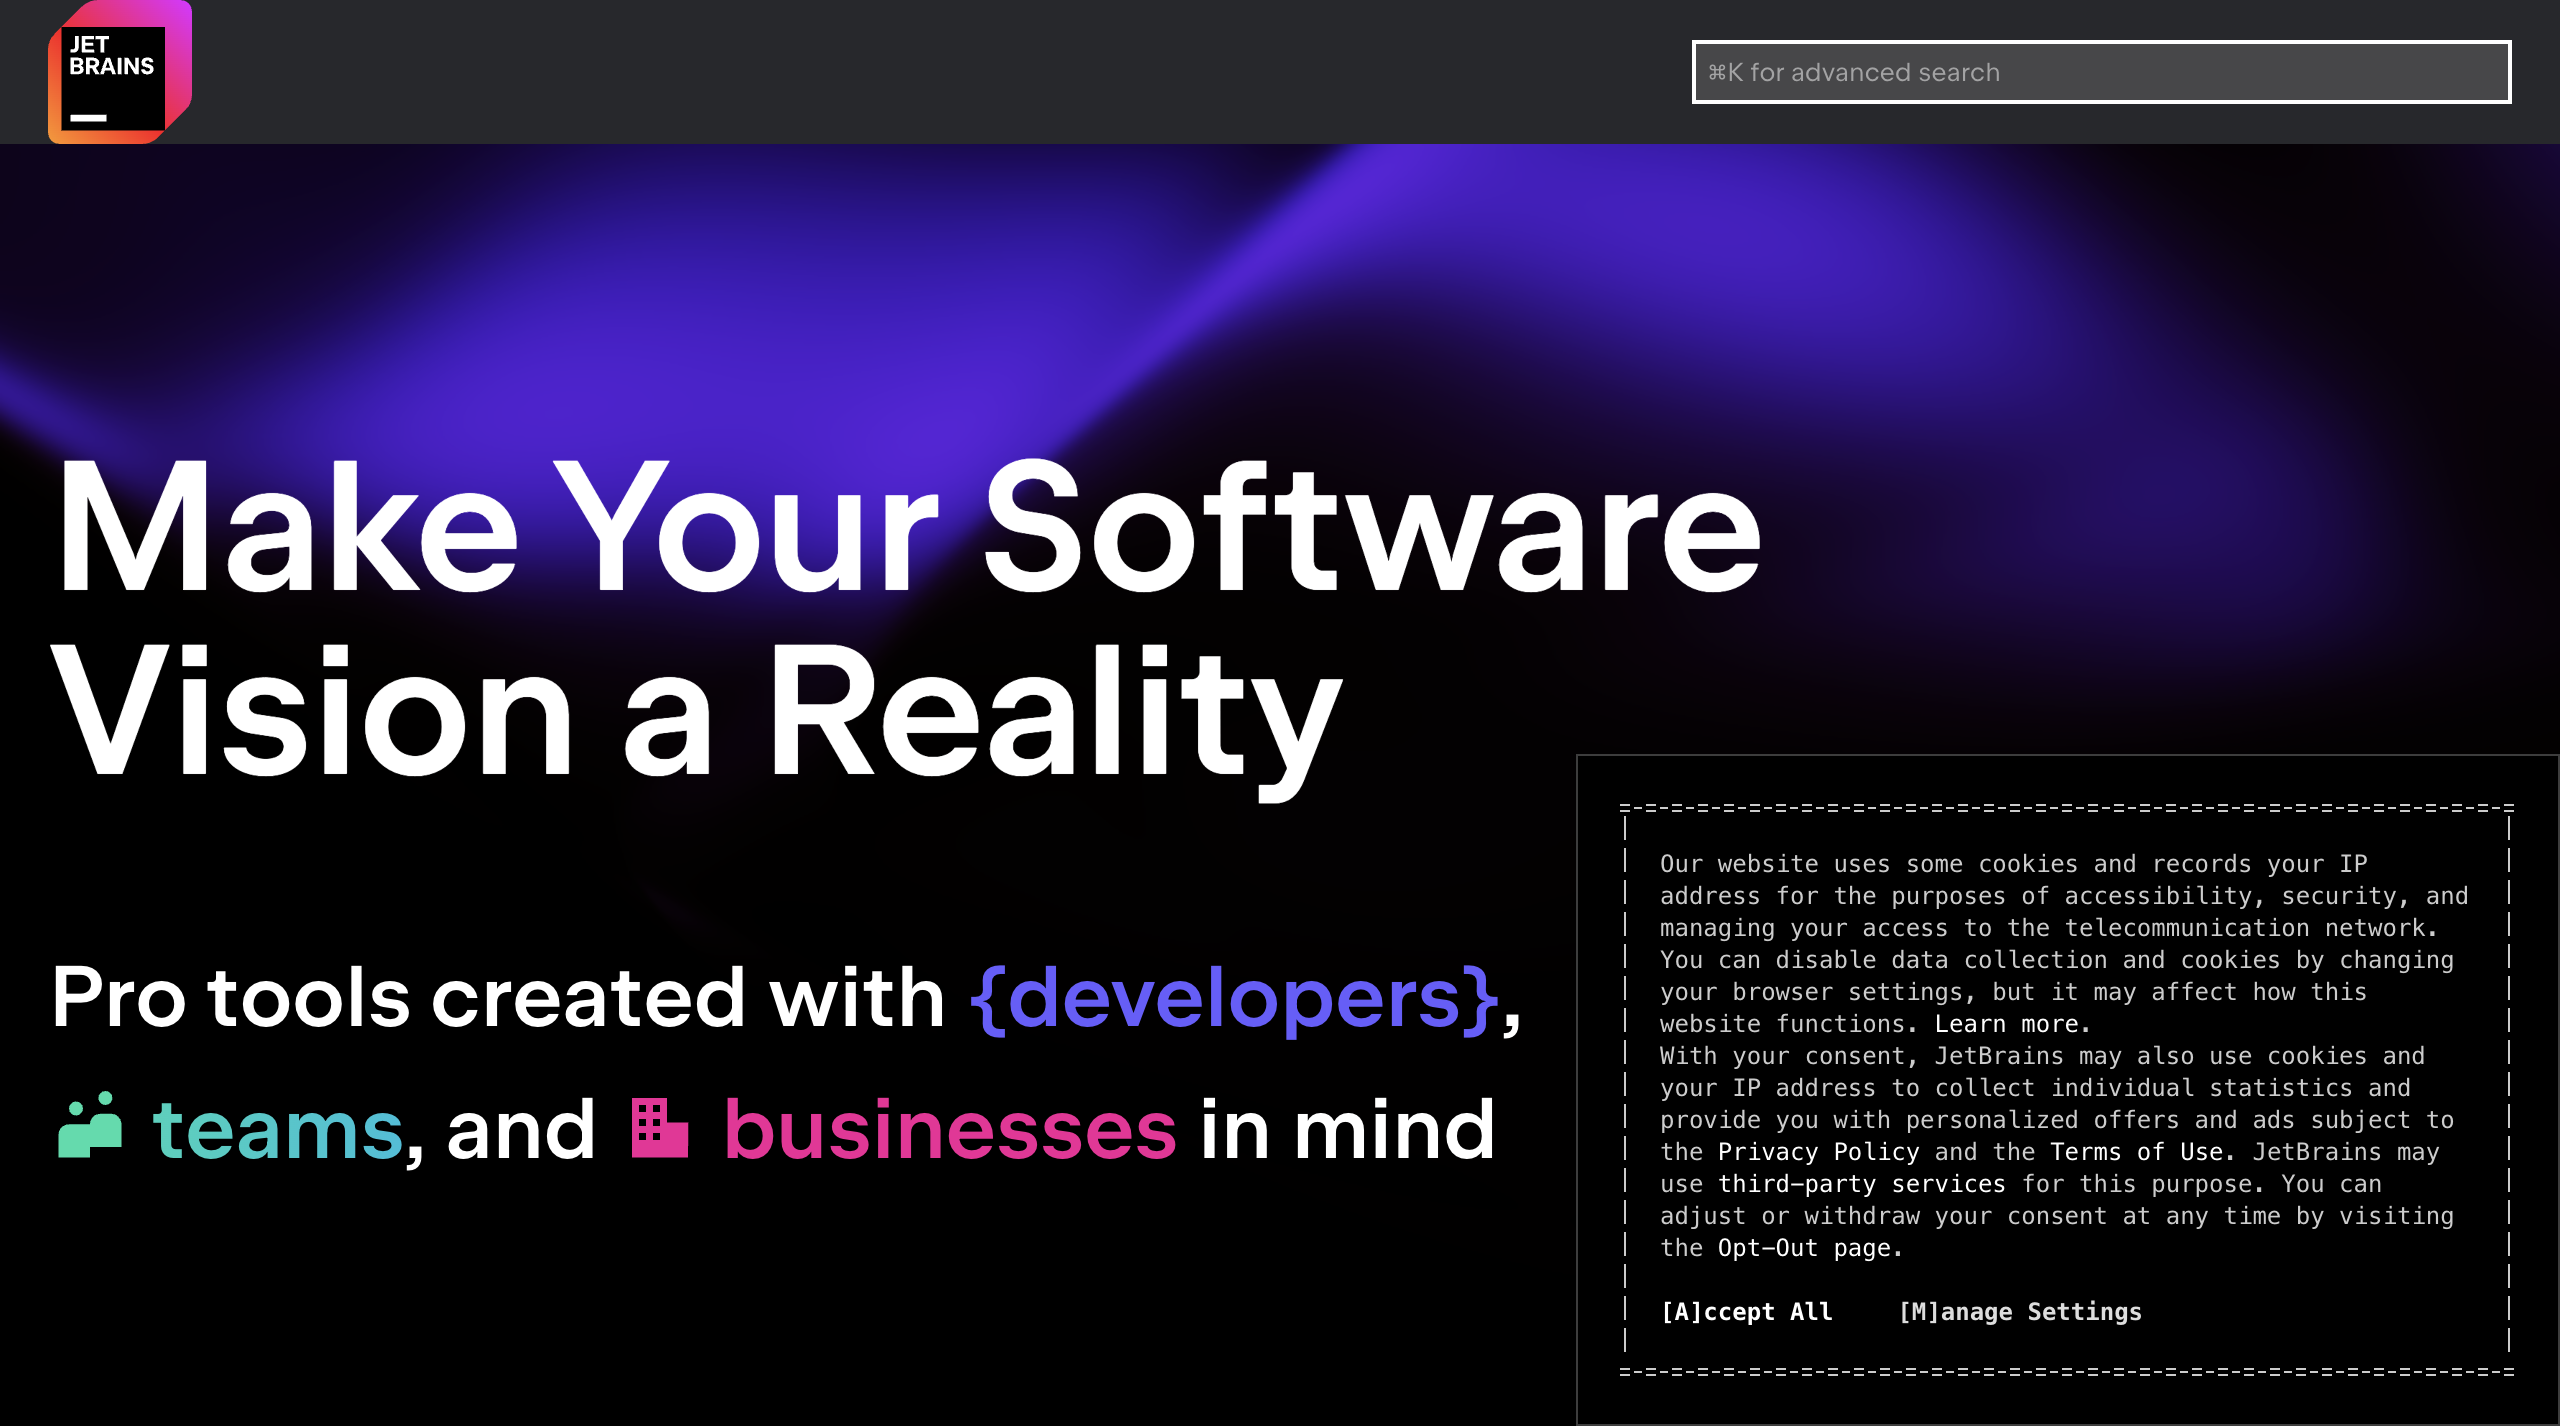 JET
BRAINS
⌘K for advanced search
Make Your Software
Vision a Reality
Pro tools created with {developers},
teams, and businesses in mind
Our website uses some cookies and records your IP
address for the purposes of accessibility, security, and
managing your access to the telecommunication network.
You can disable data collection and cookies by changing
your browser settings, but it may affect how this
website functions. Learn more.
With your consent, JetBrains may also use cookies and
your IP address to collect individual statistics and
provide you with personalized offers and ads subject to
the Privacy Policy and the Terms of Use. JetBrains may
use third-party services for this purpose. You can
adjust or withdraw your consent at any time by visiting
the Opt-Out page.
[A]ccept All [M]anage Settings